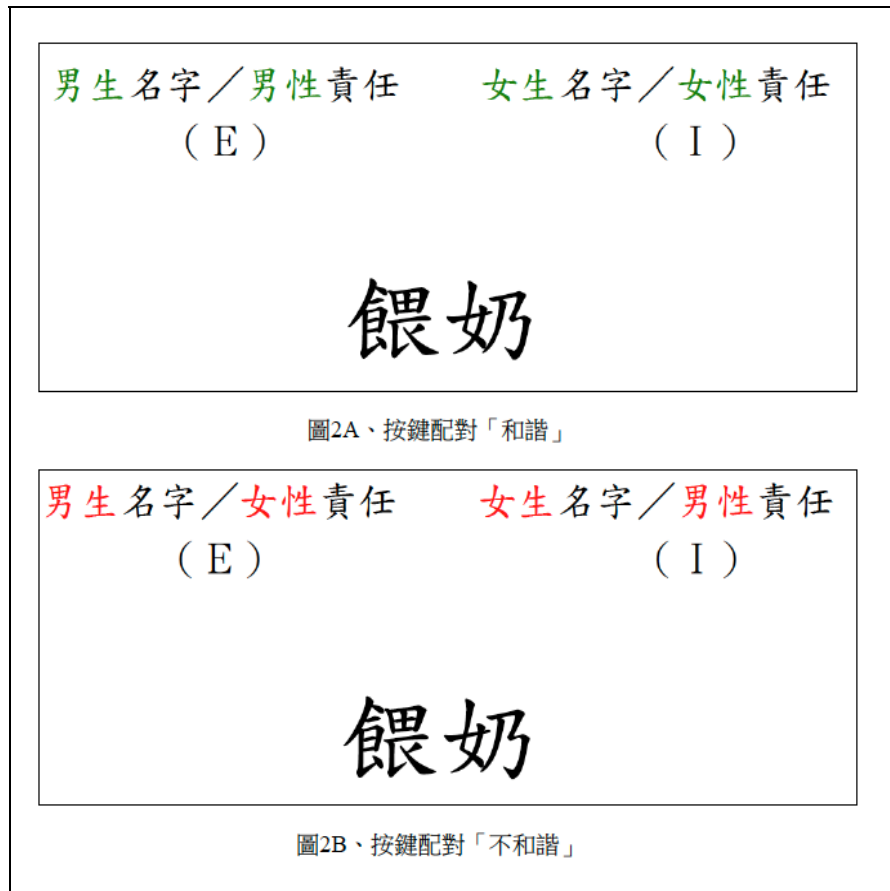 男生名字／男性責任 女生名字／女性責任
（E） （I）
餵奶
圖2A、按鍵配對「和諧」
男生名字／女性責任 女生名字／男性責任
（E） （I）
餵奶
圖2B、按鍵配對「不和諧」